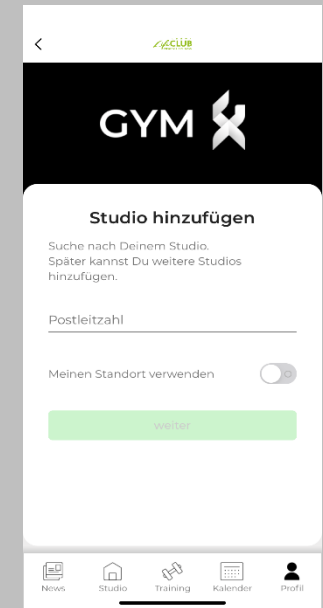 LifeCLUB
GYM
Studio hinzufügen
Suche nach Deinem Studio.
Später kannst Du weitere Studios
hinzufügen.
Postleitzahl
Meinen Standort verwenden
weiter
News Studio Training Kalender Profil